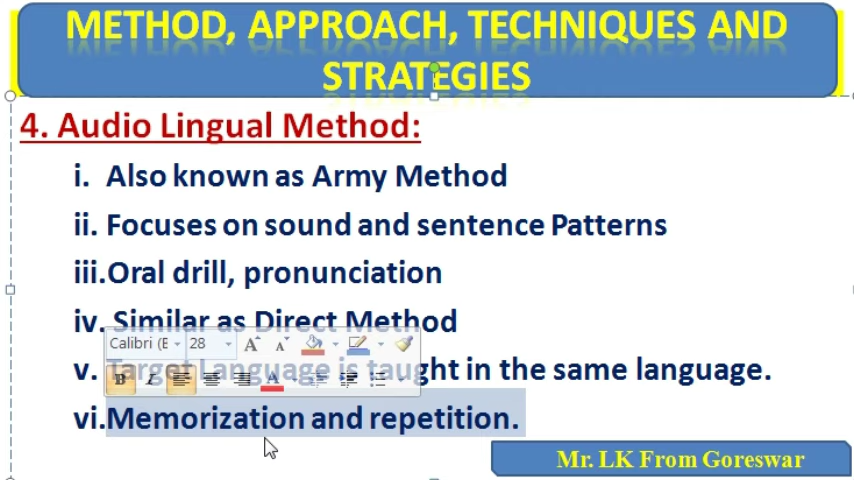 METHOD, APPROACH, TECHNIQUES AND
STRATEGIES
4. Audio Lingual Method:
i. Also known as Army Method
ii. Focuses on sound and sentence Patterns
iii.Oral drill, pronunciation
iv. Similar as Direct Method
Calibri (E 28
v. Target Language is taught in the same language.
vi.Memorization and repetition.
Mr. LK From Goreswar